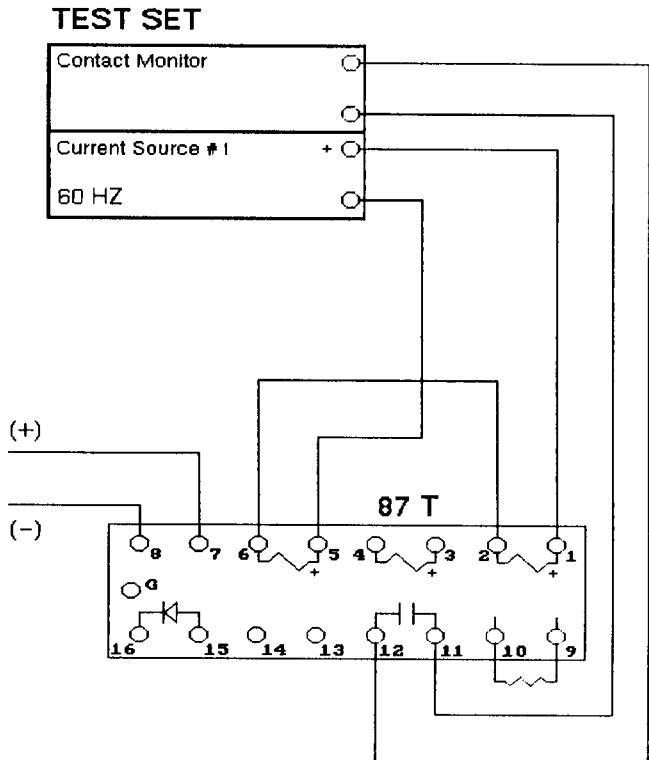 TEST SET
Contact Monitor
Current Source # 1 +
60 HZ
(+)
(-)
87 T
8 7 6 5 4 3 2 1
+ + +
G
16 15 14 13 12 11 10 9